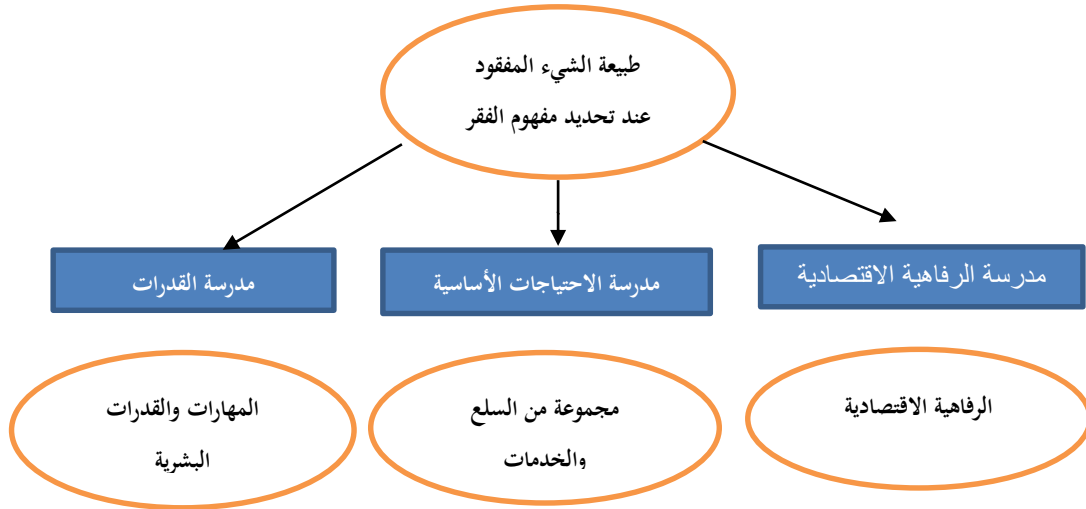 طبيعة الشيء المفقود
عند تحديد مفهوم الفقر
مدرسة الرفاهية الاقتصادية
مدرسة الاحتياجات الأساسية
مدرسة القدرات
الرفاهية الاقتصادية
مجموعة من السلع
والخدمات
المهارات والقدرات
البشرية